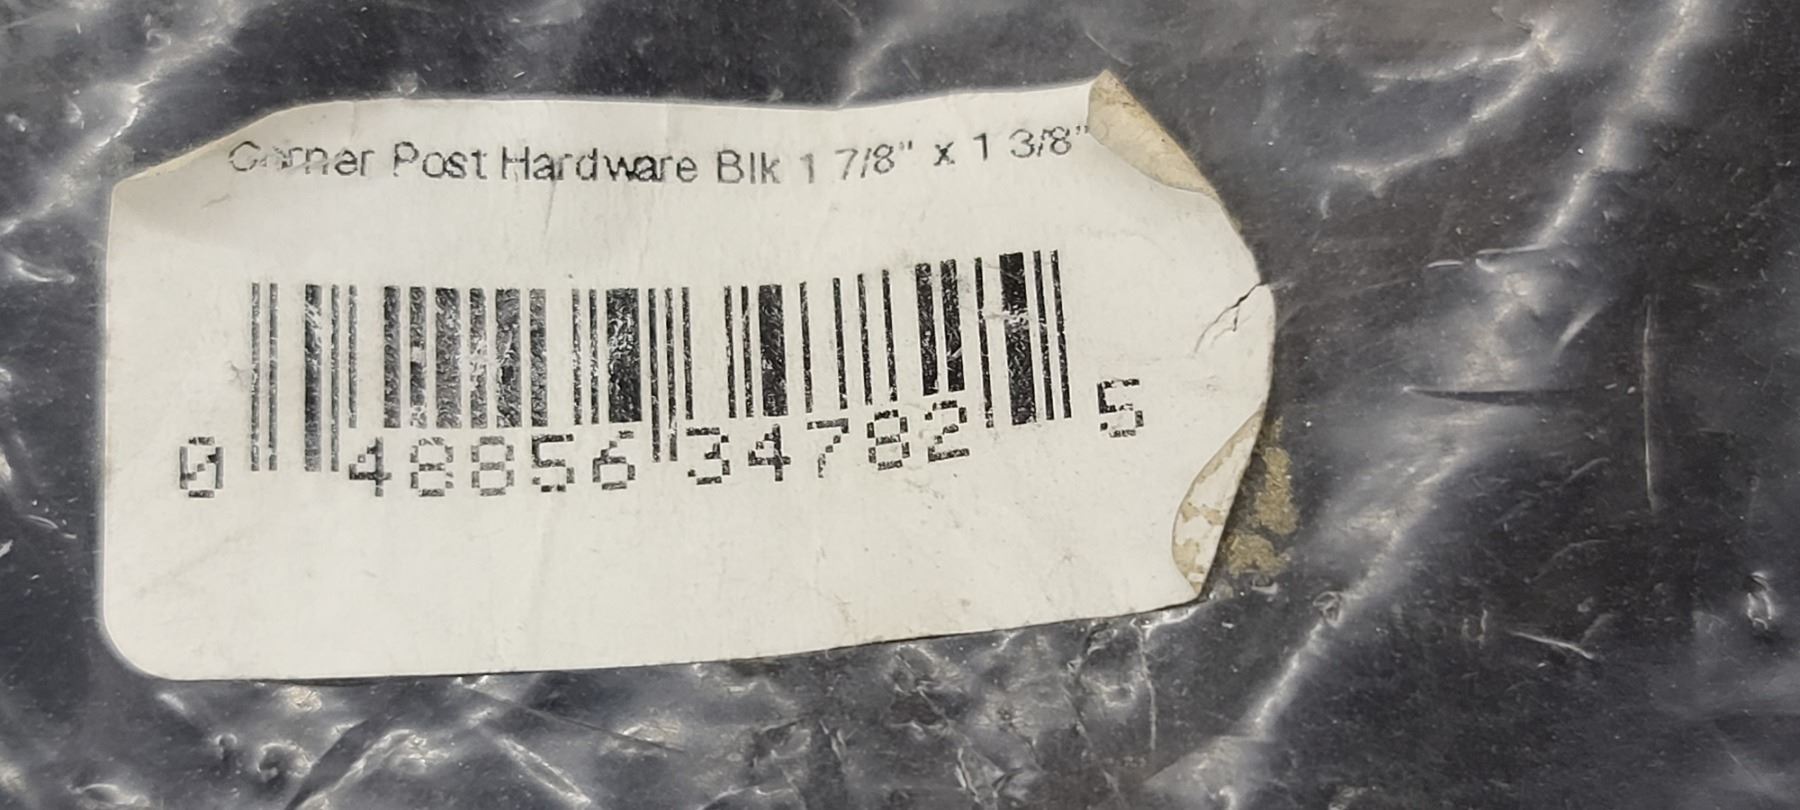 Corner Post Hardware Blk 1 7/8" x 1 3/8"
0 48856 34782 5